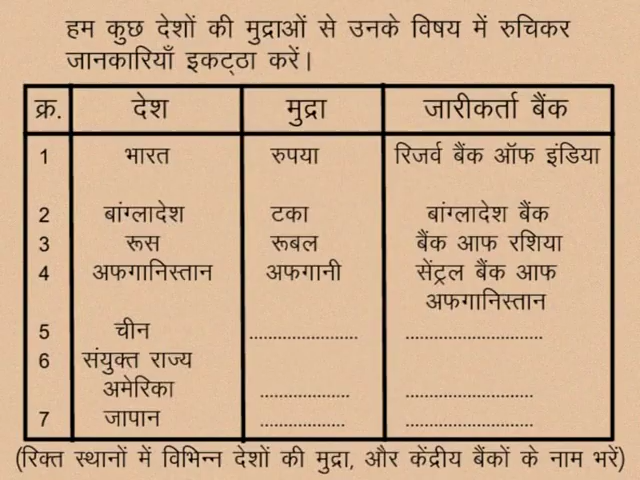 हम कुछ देशों की मुद्राओं से उनके विषय में रुचिकर
जानकारियाँ इकट्ठा करें।
क्र. देश मुद्रा जारीकर्ता बैंक
1 भारत रुपया रिजर्व बैंक ऑफ इंडिया
2 बांग्लादेश टका बांग्लादेश बैंक
3 रूस रूबल बैंक आफ रशिया
4 अफगानिस्तान अफगानी सेंट्रल बैंक आफ
अफगानिस्तान
5 चीन ........................ ..............................
6 संयुक्त राज्य
अमेरिका .................... ............................
7 जापान ................... ............................
(रिक्त स्थानों में विभिन्न देशों की मुद्रा, और केंद्रीय बैंकों के नाम भरें)